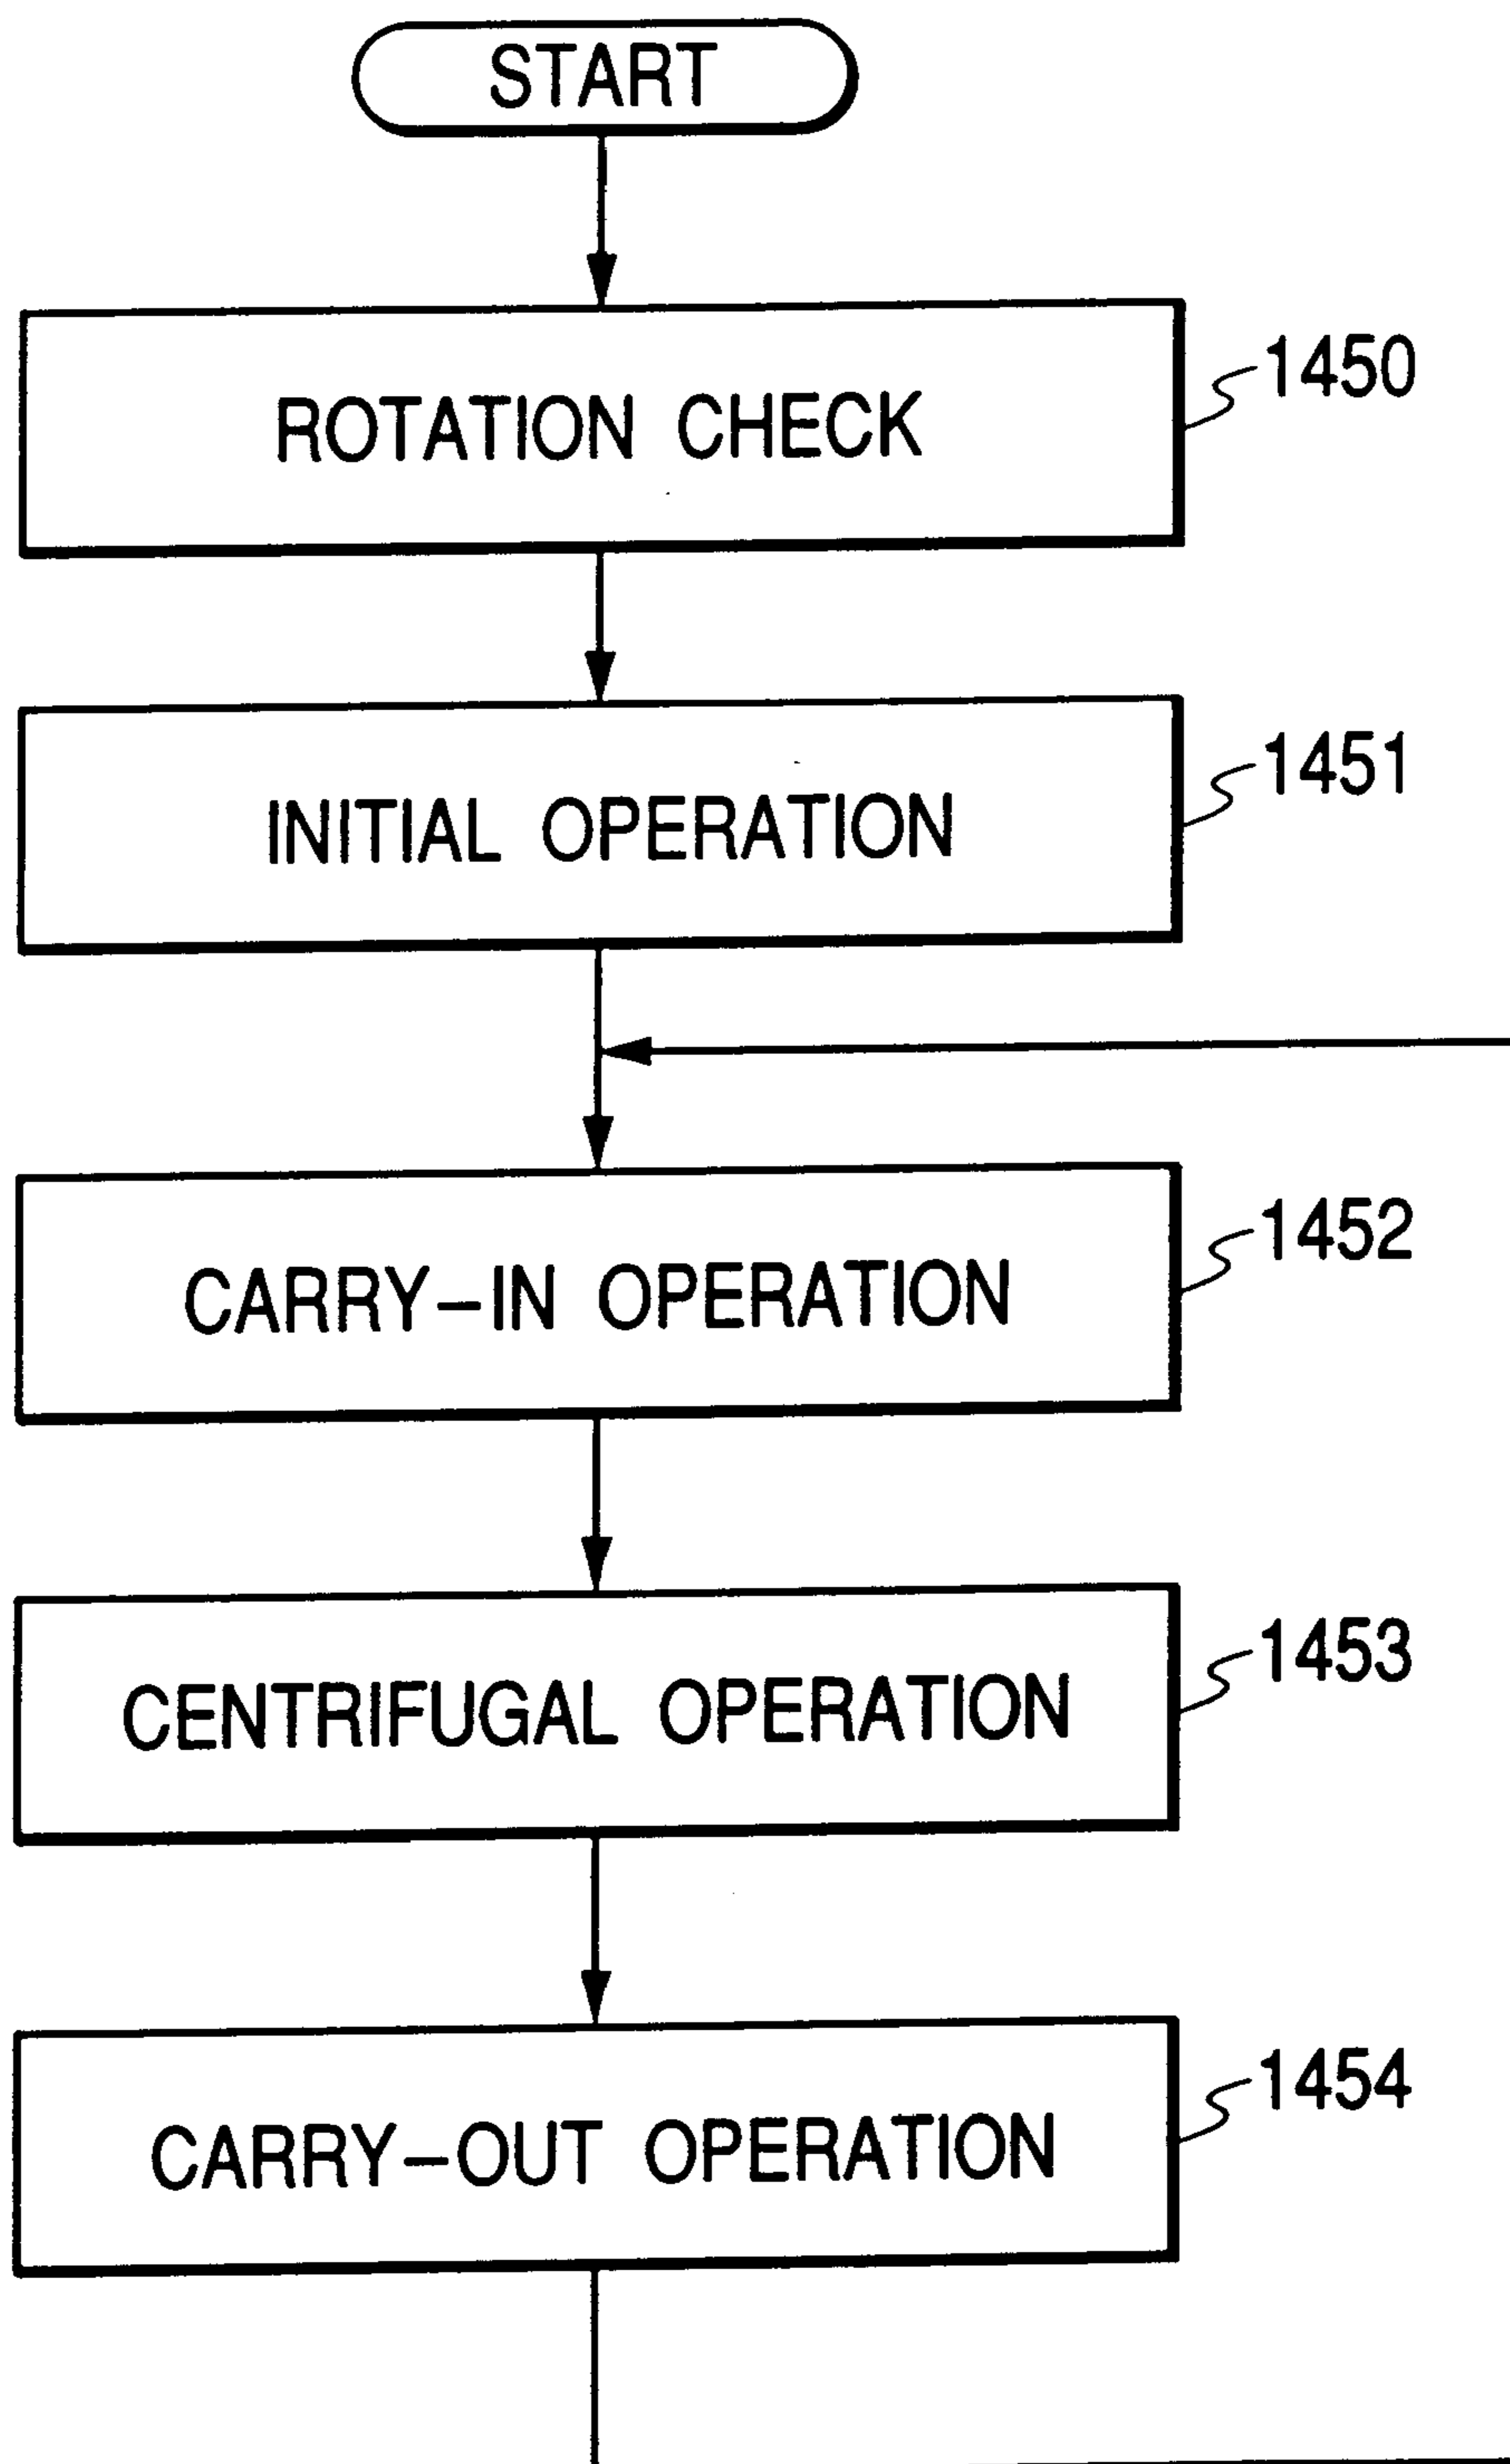 START
ROTATION CHECK
1450
INITIAL OPERATION
1451
CARRY-IN OPERATION
1452
CENTRIFUGAL OPERATION
1453
CARRY-OUT OPERATION
1454